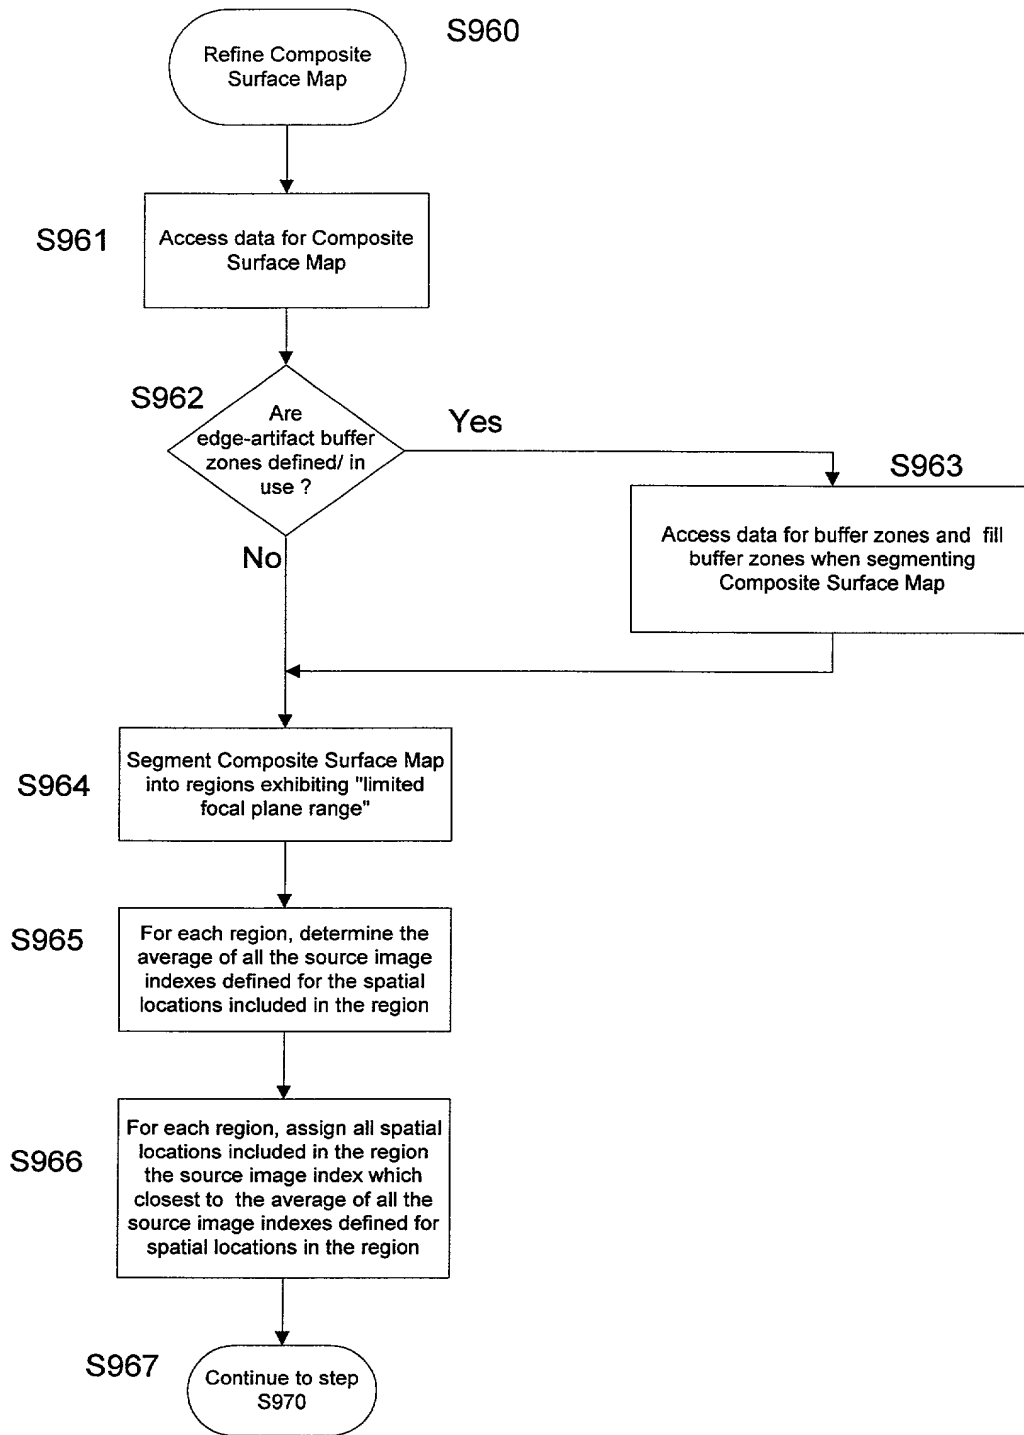 S960
Refine Composite
Surface Map
S961
Access data for Composite
Surface Map
S962
Are
edge-artifact buffer
zones defined/ in
use ?
Yes
No
S963
Access data for buffer zones and fill
buffer zones when segmenting
Composite Surface Map
S964
Segment Composite Surface Map
into regions exhibiting "limited
focal plane range"
S965
For each region, determine the
average of all the source image
indexes defined for the spatial
locations included in the region
S966
For each region, assign all spatial
locations included in the region
the source image index which
closest to the average of all the
source image indexes defined for
spatial locations in the region
S967
Continue to step
S970